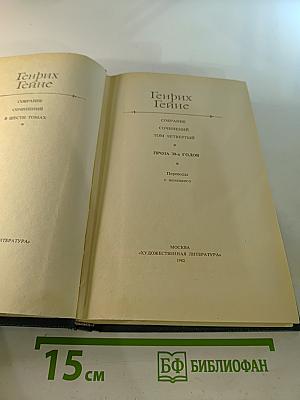 Генрих
Гейне
СОБРАНИЕ
СОЧИНЕНИЙ
В ШЕСТИ ТОМАХ
ЛИТЕРАТУРА»
Генрих
Гейне
СОБРАНИЕ
СОЧИНЕНИЙ
ТОМ ЧЕТВЕРТЫЙ
ПРОЗА 30-х ГОДОВ
Переводы
с немецкого
МОСКВА
«ХУДОЖЕСТВЕННАЯ ЛИТЕРАТУРА»
1982
15 см
БФ БИБЛИОФАН